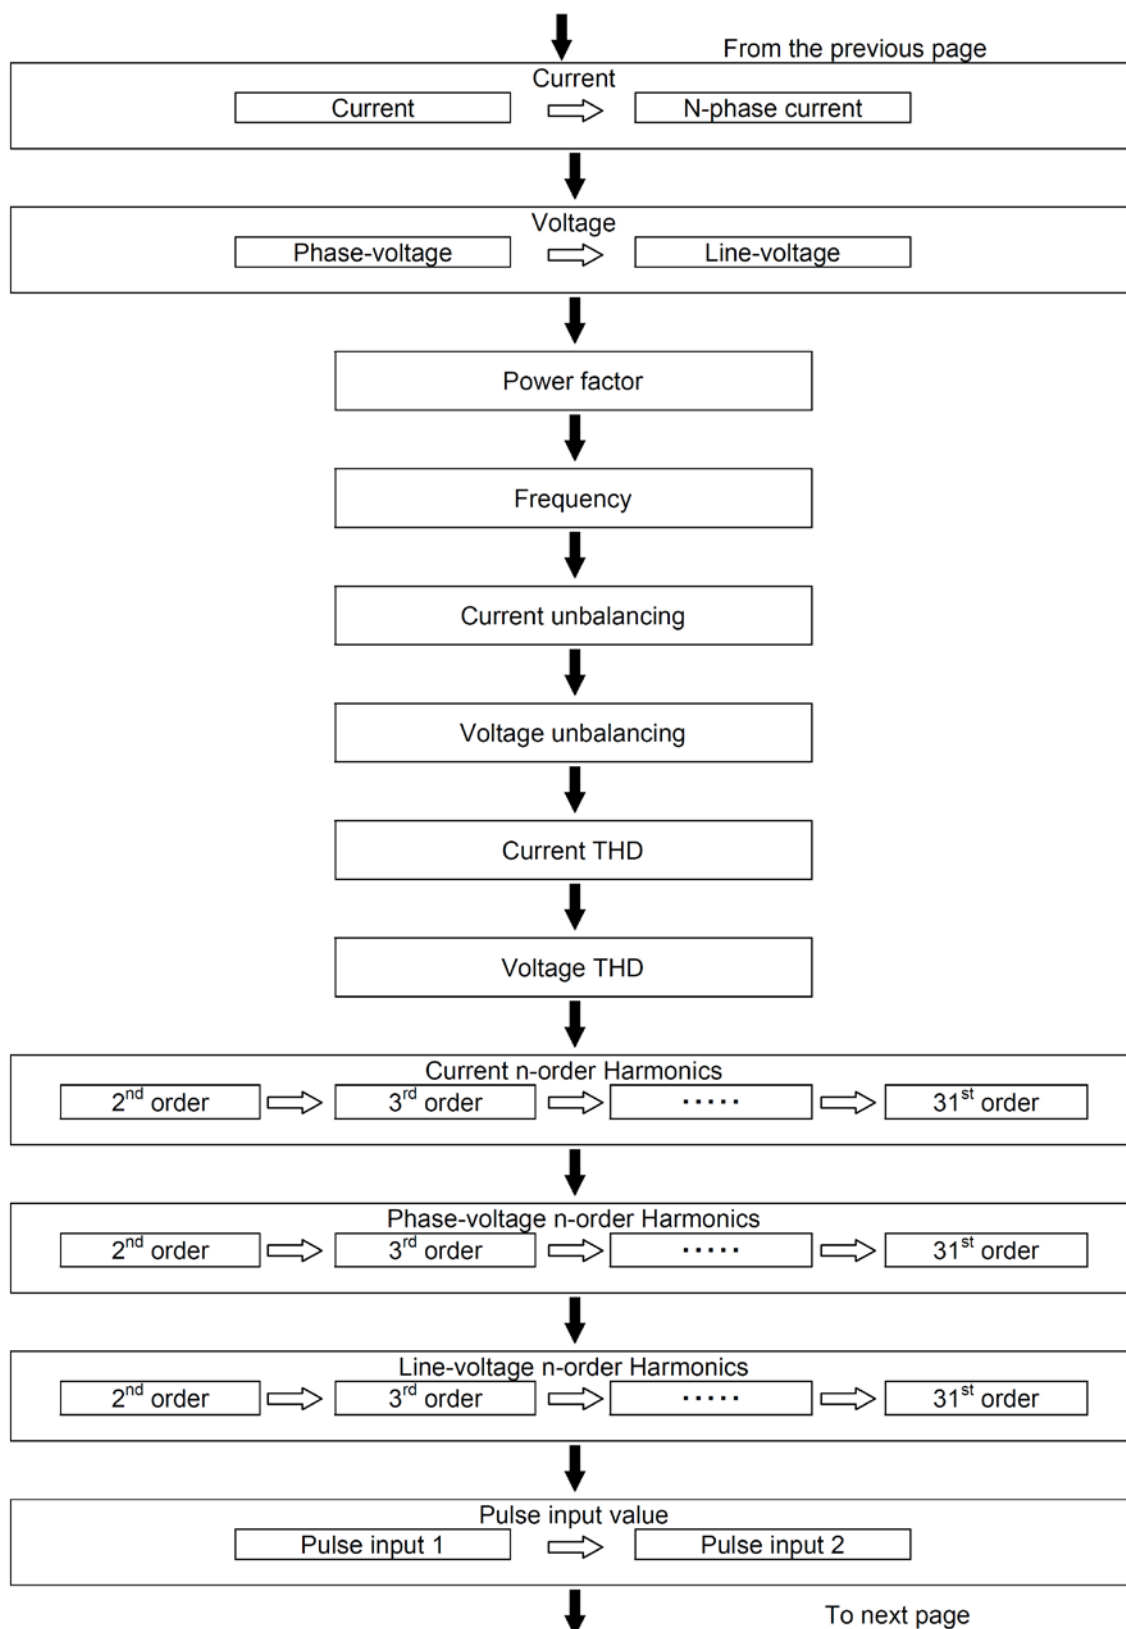 From the previous page
Current
Current N-phase current
Voltage
Phase-voltage Line-voltage
Power factor
Frequency
Current unbalancing
Voltage unbalancing
Current THD
Voltage THD
Current n-order Harmonics
2nd order 3rd order ····· 31st order
Phase-voltage n-order Harmonics
2nd order 3rd order ····· 31st order
Line-voltage n-order Harmonics
2nd order 3rd order ····· 31st order
Pulse input value
Pulse input 1 Pulse input 2
To next page